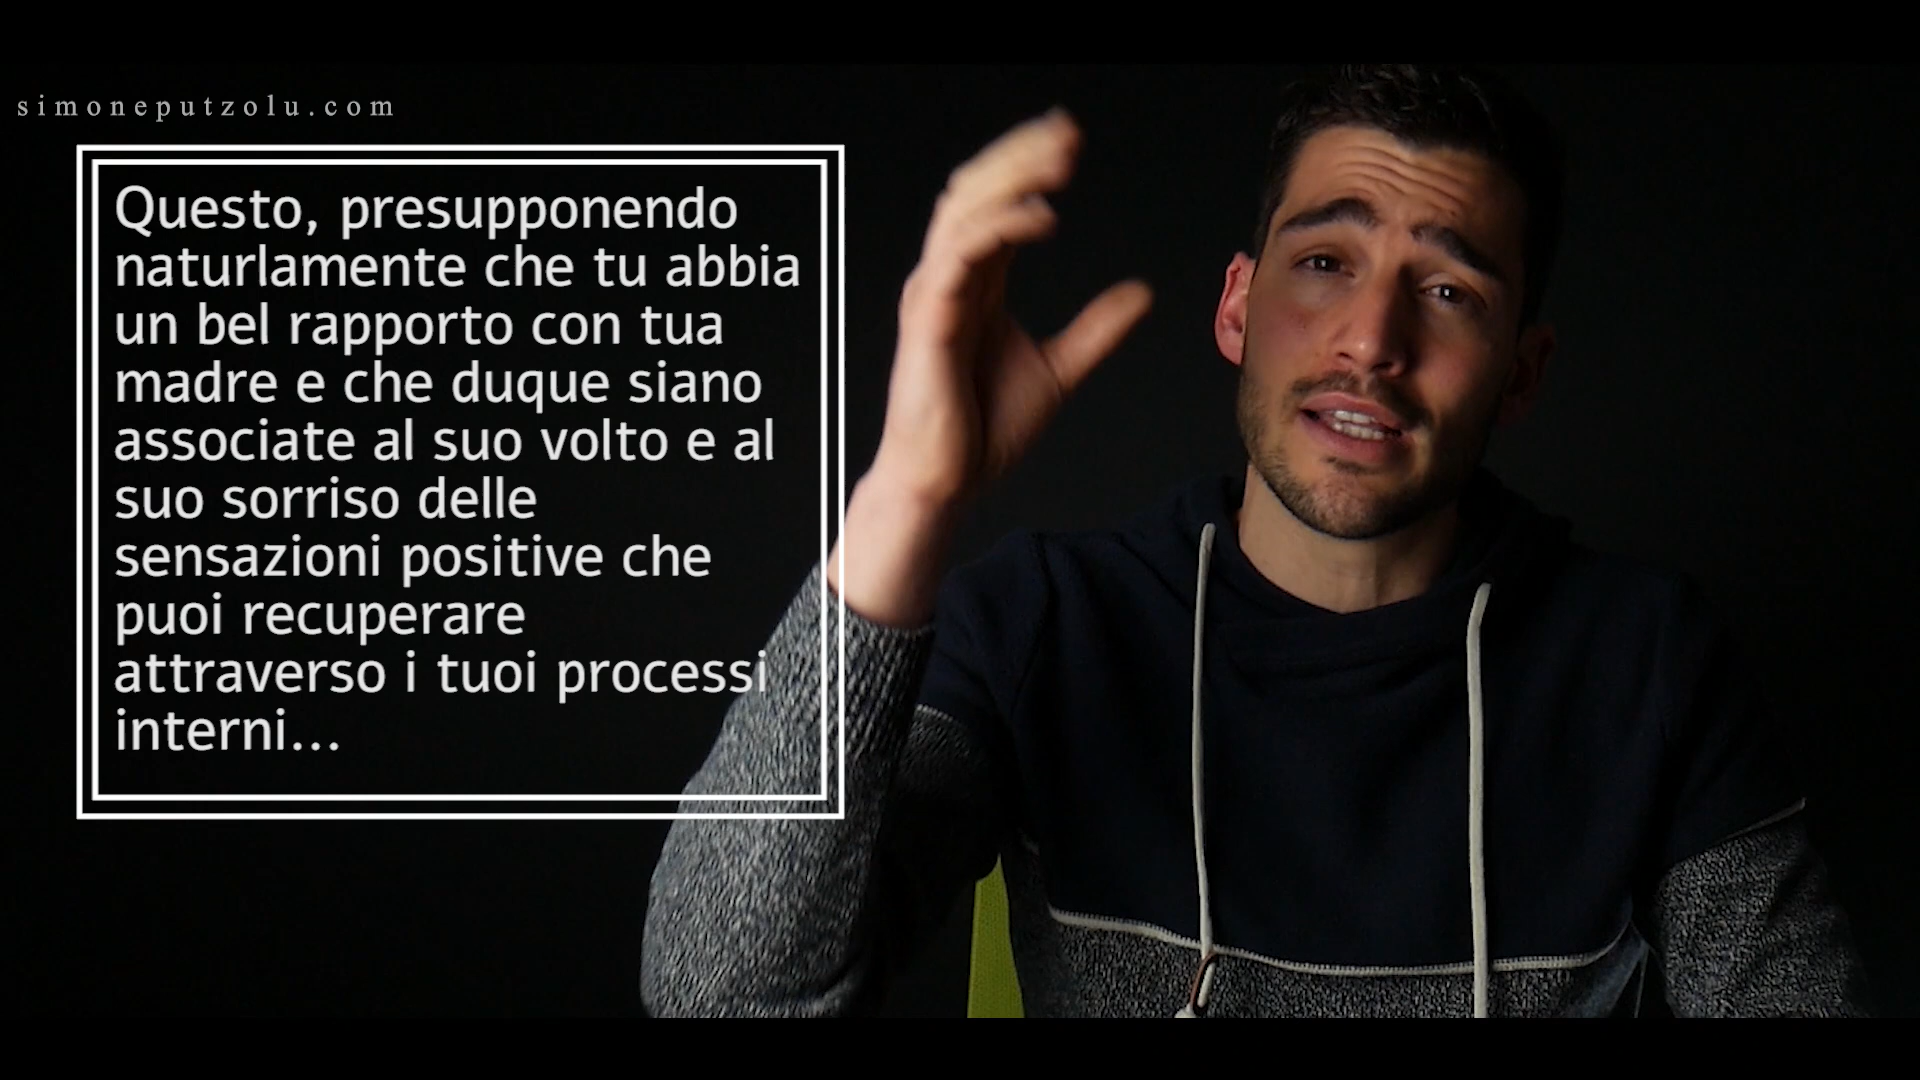 simoneputzolu.com
Questo, presupponendo
naturlamente che tu abbia
un bel rapporto con tua
madre e che duque siano
associate al suo volto e al
suo sorriso delle
sensazioni positive che
puoi recuperare
attraverso i tuoi processi
interni...